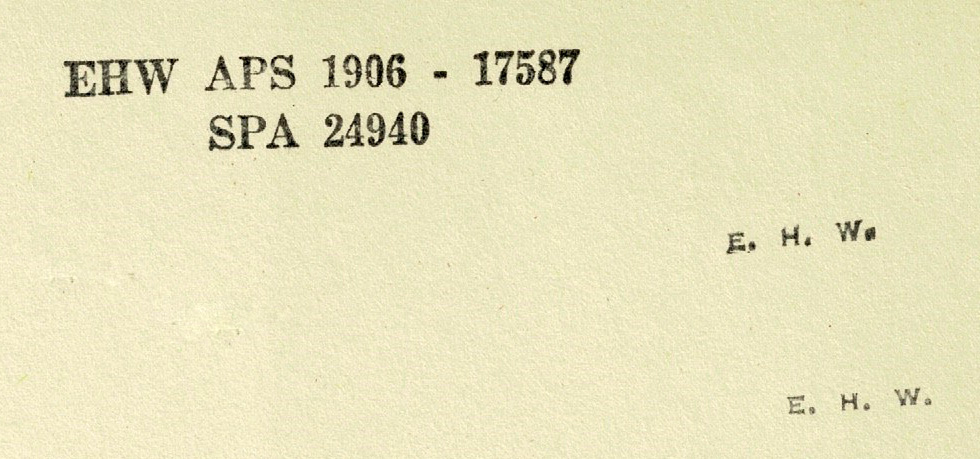 EHW APS 1906 - 17587
SPA 24940
E. H. W.
E. H. W.